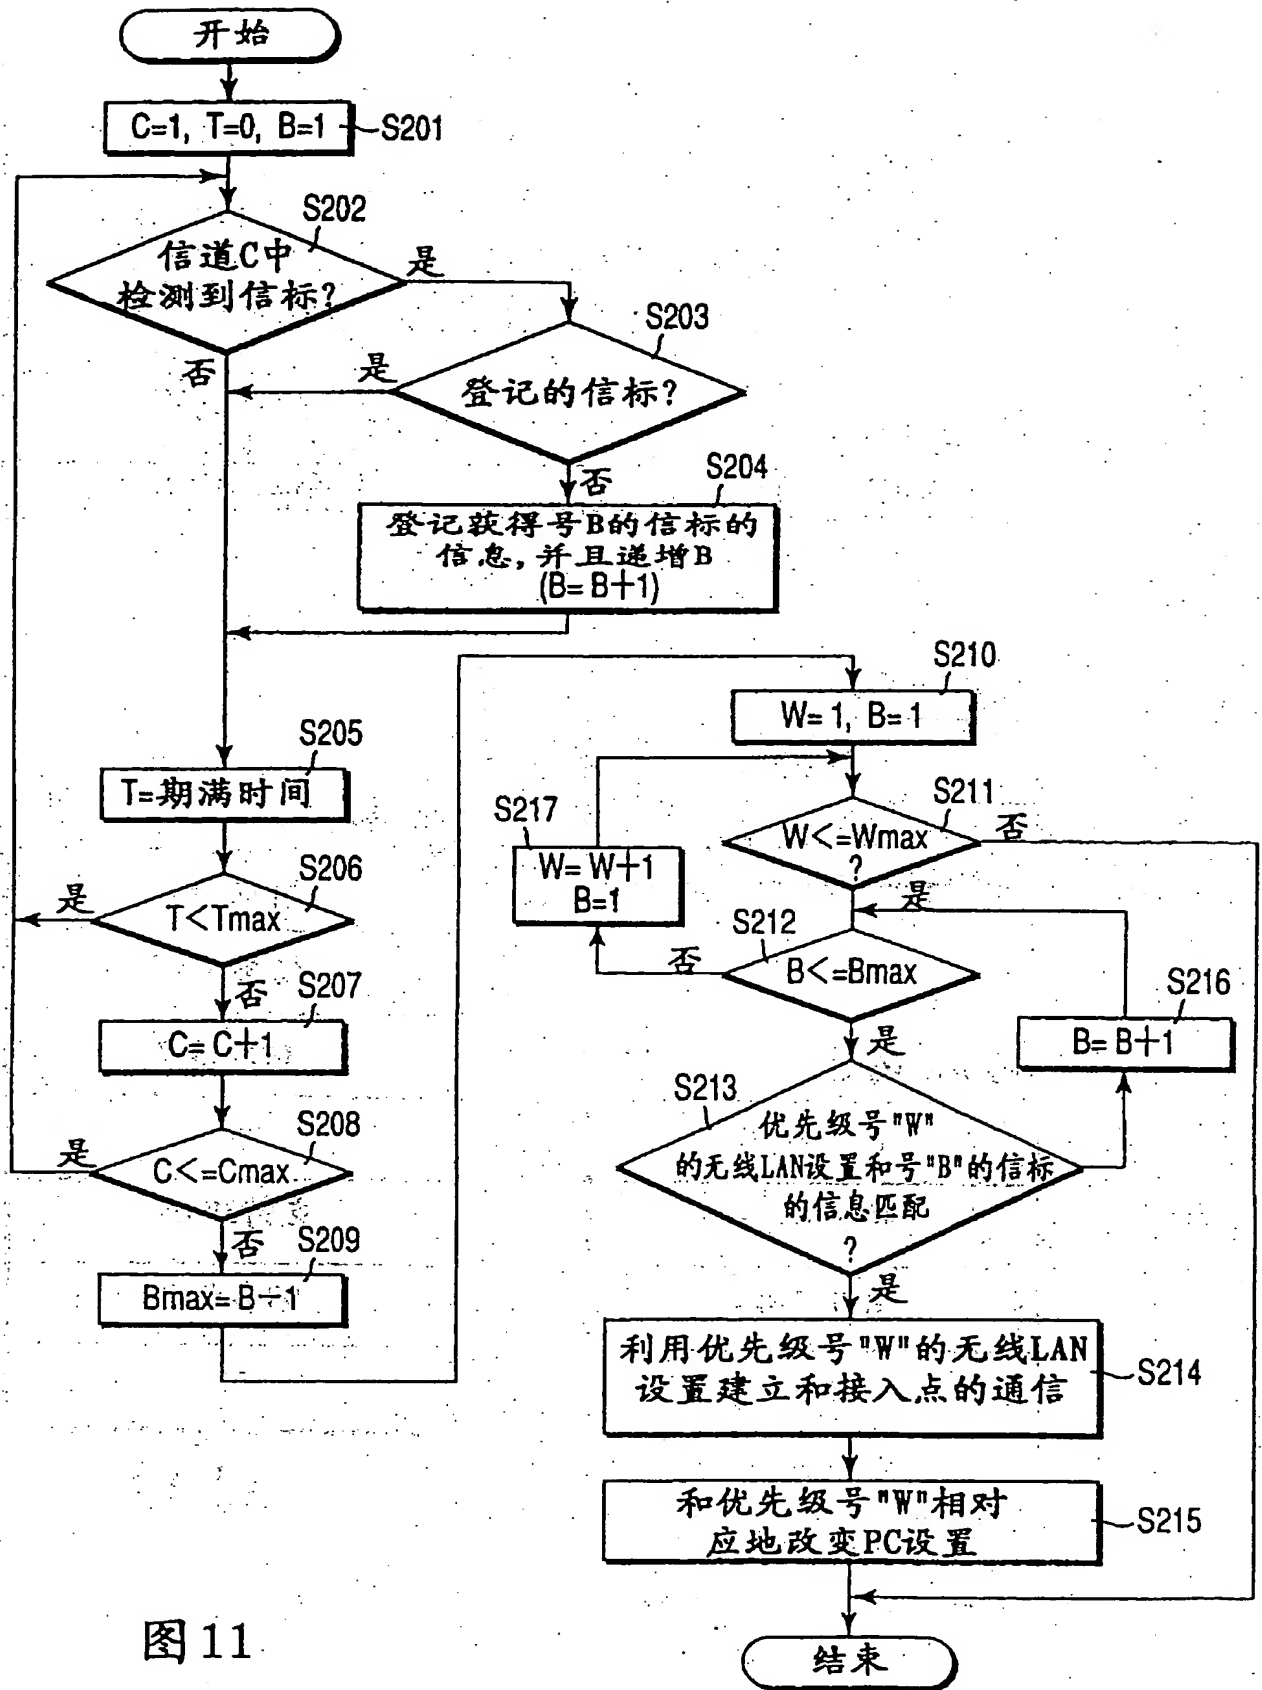 开始
C=1, T=0, B=1
S201
S202
信道C中
检测到信标?
是
否
S203
登记的信标?
是
否
S204
登记获得号B的信标的
信息,并且递增B
(B=B+1)
S205
T=期满时间
S206
T<Tmax
是
否
S207
C=C+1
S208
C<=Cmax
是
否
S209
Bmax=B-1
S210
W=1, B=1
S211
W<=Wmax
?
否
是
S217
W=W+1
B=1
S212
B<=Bmax
否
是
S216
B=B+1
S213
优先级号"W"
的无线LAN设置和号"B"的信标
的信息匹配
?
是
S214
利用优先级号"W"的无线LAN
设置建立和接入点的通信
S215
和优先级号"W"相对
应地改变PC设置
结束
图11